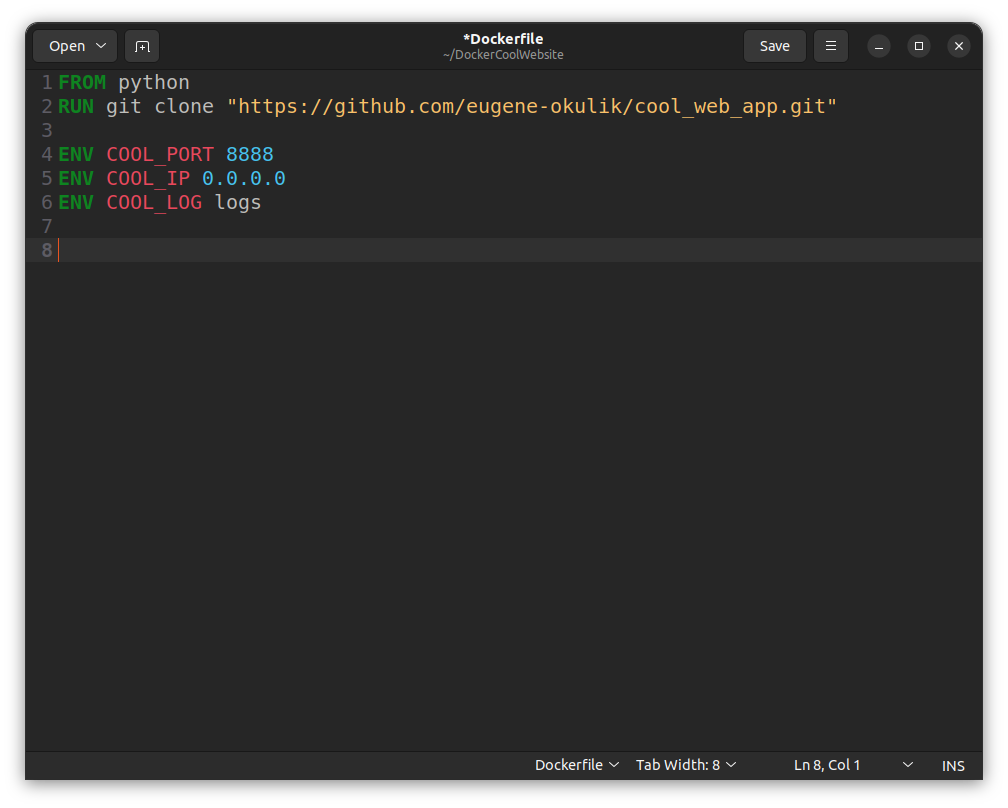 Open
*Dockerfile
~/DockerCoolWebsite
Save
1 FROM python
2 RUN git clone "https://github.com/eugene-okulik/cool_web_app.git"
3
4 ENV COOL_PORT 8888
5 ENV COOL_IP 0.0.0.0
6 ENV COOL_LOG logs
7
8
Dockerfile Tab Width: 8 Ln 8, Col 1 INS